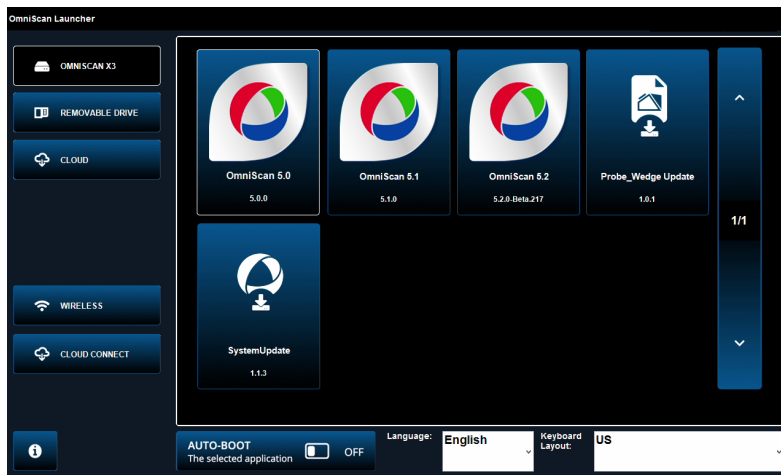 OmniScan Launcher
OMNISCAN X3
REMOVABLE DRIVE
CLOUD
WIRELESS
CLOUD CONNECT
OmniScan 5.0
5.0.0
OmniScan 5.1
5.1.0
OmniScan 5.2
5.2.0-Beta.217
Probe_Wedge Update
1.0.1
SystemUpdate
1.1.3
1/1
AUTO-BOOT
The selected application
OFF
Language:
English
Keyboard
Layout:
US